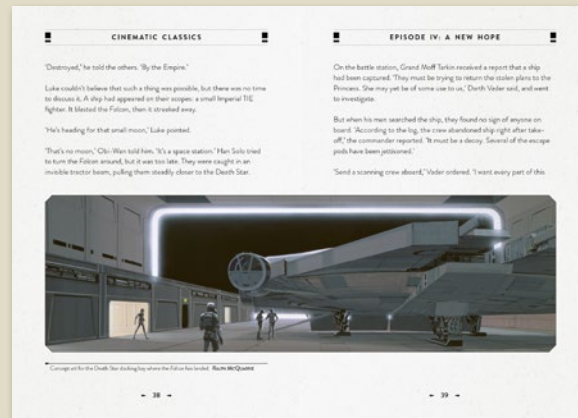 CINEMATIC CLASSICS
'Destroyed,' he told the others. 'By the Empire.'
Luke couldn't believe that such a thing was possible, but there was no time
to discuss it. A ship had appeared on their scopes: a small Imperial TIE
fighter. It blasted the Falcon, then it streaked away.
'He's heading for that small moon,' Luke pointed.
'That's no moon,' Obi-Wan told him. 'It's a space station.' Han Solo tried
to turn the Falcon around, but it was too late. They were caught in an
invisible tractor beam, pulling them steadily closer to the Death Star.
EPISODE IV: A NEW HOPE
On the battle station, Grand Moff Tarkin received a report that a ship
had been captured. 'They must be trying to return the stolen plans to the
Princess. She may yet be of some use to us,' Darth Vader said, and went
to investigate.
But when his men searched the ship, they found no sign of anyone on
board. 'According to the log, the crew abandoned ship right after take-
off,' the commander reported. 'It must be a decoy. Several of the escape
pods have been jettisoned.'
'Send a scanning crew aboard,' Vader ordered. 'I want every part of this
Concept art for the Death Star docking bay where the Falcon has landed. RALPH MCQUARRIE
38
39